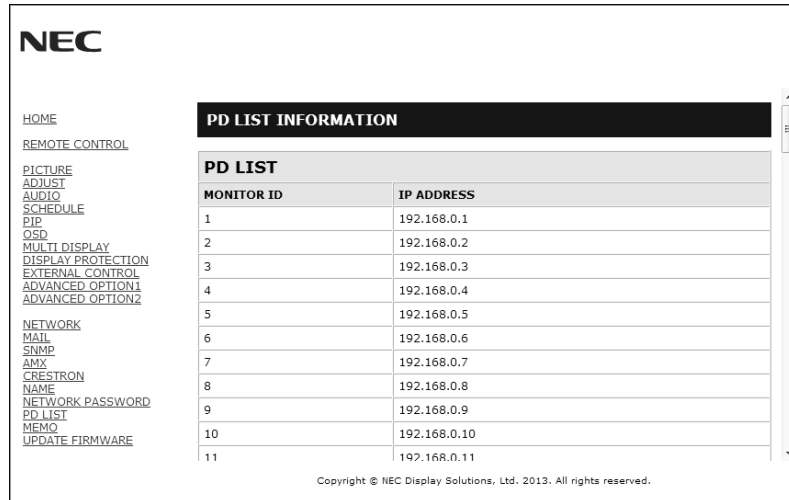 NEC
HOME
REMOTE CONTROL
PICTURE
ADJUST
AUDIO
SCHEDULE
PIP
OSD
MULTI DISPLAY
DISPLAY PROTECTION
EXTERNAL CONTROL
ADVANCED OPTION1
ADVANCED OPTION2
NETWORK
MAIL
SNMP
AMX
CRESTRON
NAME
NETWORK PASSWORD
PD LIST
MEMO
UPDATE FIRMWARE
PD LIST INFORMATION
PD LIST
MONITOR ID IP ADDRESS
1 192.168.0.1
2 192.168.0.2
3 192.168.0.3
4 192.168.0.4
5 192.168.0.5
6 192.168.0.6
7 192.168.0.7
8 192.168.0.8
9 192.168.0.9
10 192.168.0.10
11 192.168.0.11
Copyright © NEC Display Solutions, Ltd. 2013. All rights reserved.